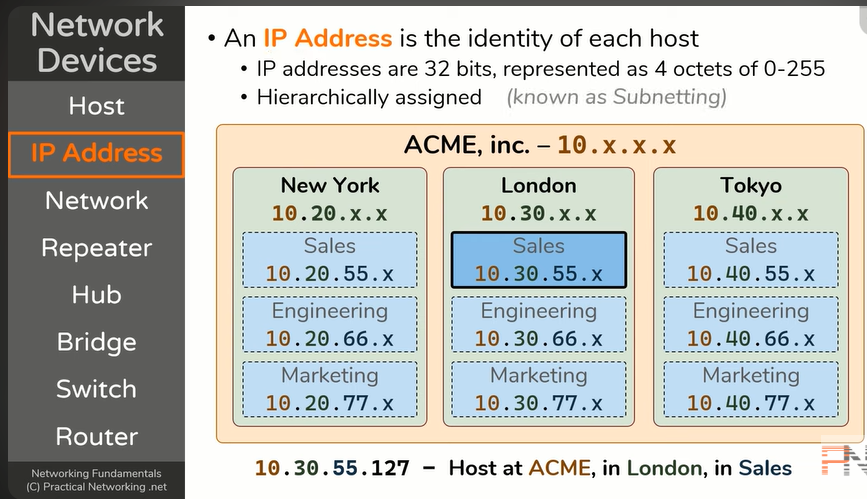 Network
Devices
Host
IP Address
Network
Repeater
Hub
Bridge
Switch
Router
Networking Fundamentals
(C) Practical Networking .net
• An IP Address is the identity of each host
• IP addresses are 32 bits, represented as 4 octets of 0-255
• Hierarchically assigned (known as Subnetting)
ACME, inc. – 10.x.x.x
New York
10.20.x.x
Sales
10.20.55.x
Engineering
10.20.66.x
Marketing
10.20.77.x
London
10.30.x.x
Sales
10.30.55.x
Engineering
10.30.66.x
Marketing
10.30.77.x
Tokyo
10.40.x.x
Sales
10.40.55.x
Engineering
10.40.66.x
Marketing
10.40.77.x
10.30.55.127 – Host at ACME, in London, in Sales
PN